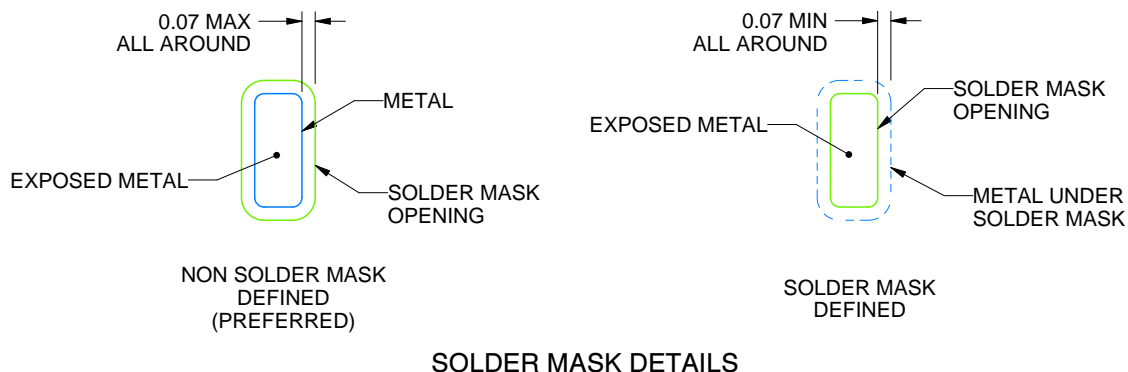 0.07 MAX
ALL AROUND
METAL
EXPOSED METAL
SOLDER MASK
OPENING
NON SOLDER MASK
DEFINED
(PREFERRED)
0.07 MIN
ALL AROUND
SOLDER MASK
OPENING
EXPOSED METAL
METAL UNDER
SOLDER MASK
SOLDER MASK
DEFINED
SOLDER MASK DETAILS